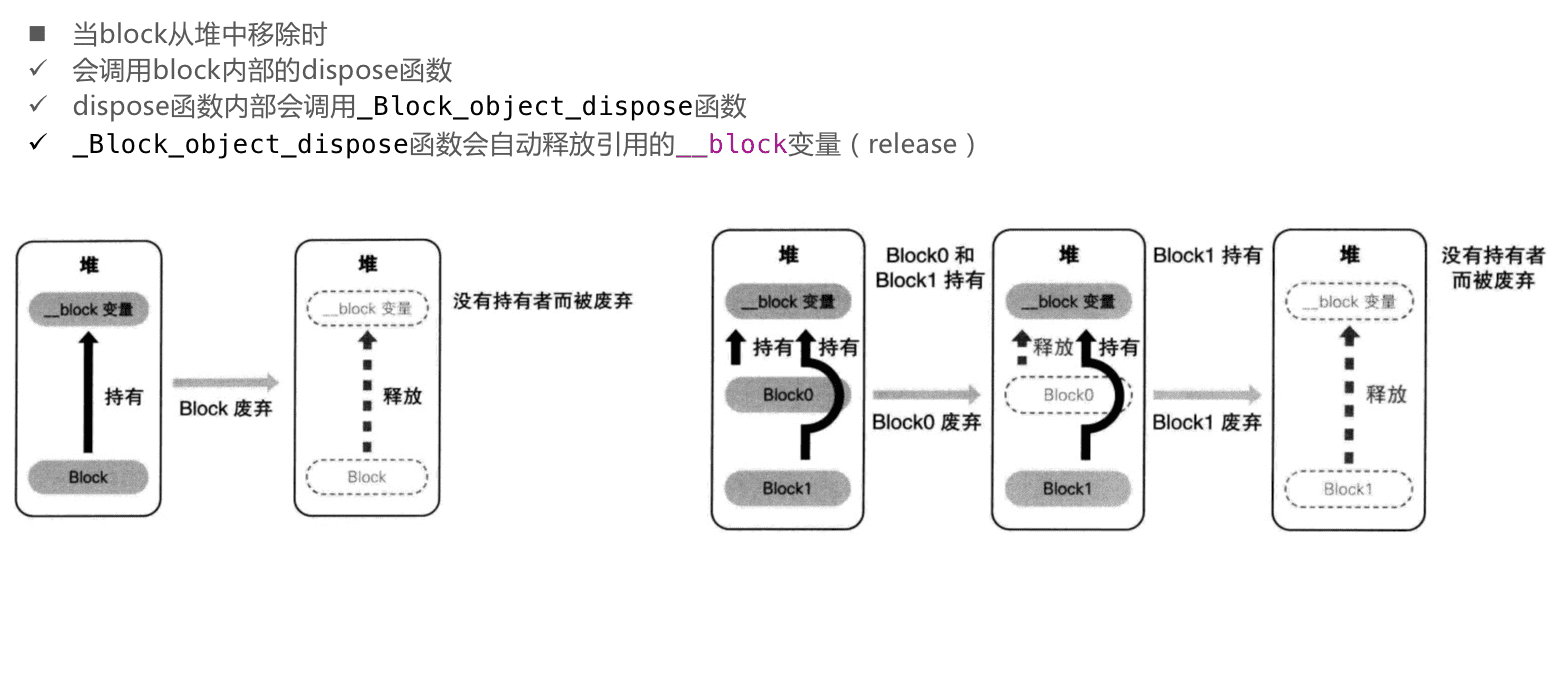 ■ 当block从堆中移除时
✓ 会调用block内部的dispose函数
✓ dispose函数内部会调用_Block_object_dispose函数
✓ _Block_object_dispose函数会自动释放引用的__block变量（release）
堆
__block 变量
持有
Block
Block 废弃
堆
__block 变量
释放
Block
没有持有者而被废弃
堆
__block 变量
持有
持有
Block0
Block1
Block0 和
Block1 持有
Block0 废弃
堆
__block 变量
释放
持有
Block0
Block1
Block1 持有
Block1 废弃
堆
__block 变量
释放
Block1
没有持有者
而被废弃